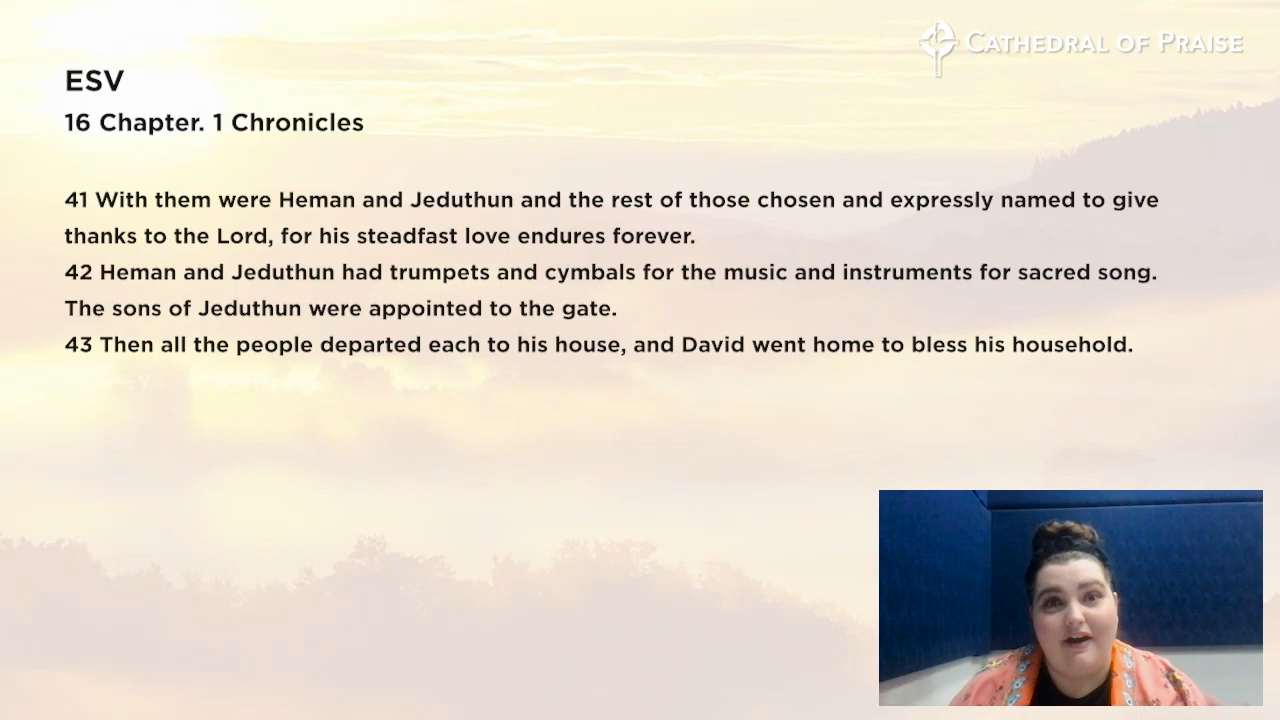 CATHEDRAL OF PRAISE
ESV
16 Chapter. 1 Chronicles
41 With them were Heman and Jeduthun and the rest of those chosen and expressly named to give
thanks to the Lord, for his steadfast love endures forever.
42 Heman and Jeduthun had trumpets and cymbals for the music and instruments for sacred song.
The sons of Jeduthun were appointed to the gate.
43 Then all the people departed each to his house, and David went home to bless his household.